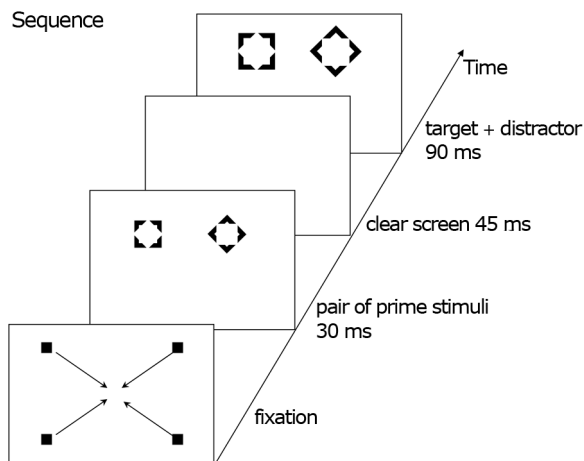 Sequence
Time
target + distractor
90 ms
clear screen 45 ms
pair of prime stimuli
30 ms
fixation